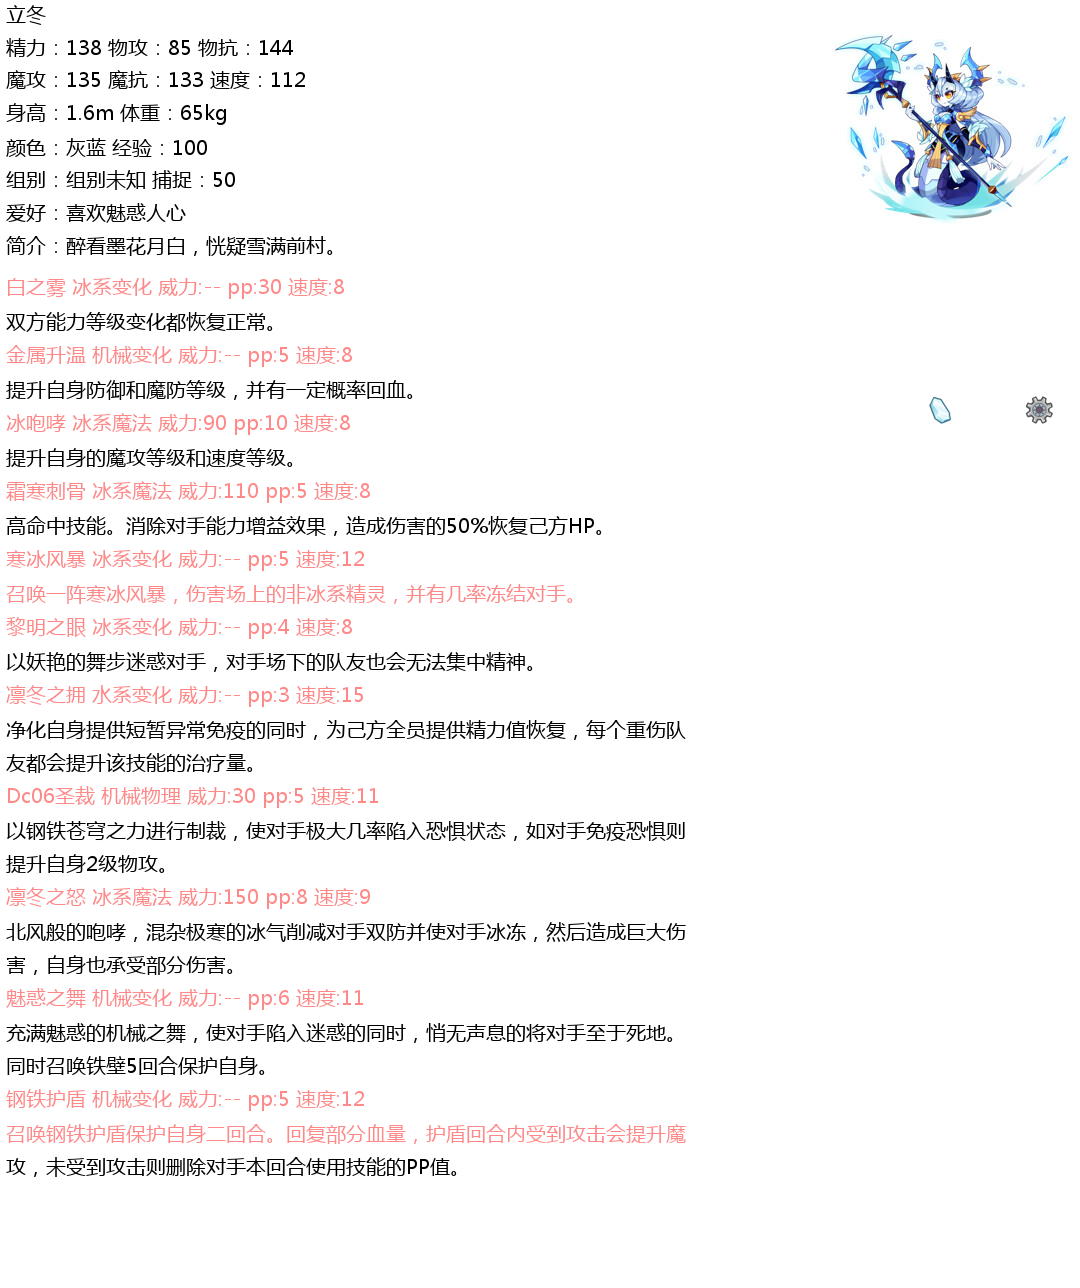 立冬
精力：138 物攻：85 物抗：144
魔攻：135 魔抗：133 速度：112
身高：1.6m 体重：65kg
颜色：灰蓝 经验：100
组别：组别未知 捕捉：50
爱好：喜欢魅惑人心
简介：醉看墨花月白，恍疑雪满前村。
白之雾 冰系变化 威力:-- pp:30 速度:8
双方能力等级变化都恢复正常。
金属升温 机械变化 威力:-- pp:5 速度:8
提升自身防御和魔防等级，并有一定概率回血。
冰咆哮 冰系魔法 威力:90 pp:10 速度:8
提升自身的魔攻等级和速度等级。
霜寒刺骨 冰系魔法 威力:110 pp:5 速度:8
高命中技能。消除对手能力增益效果，造成伤害的50%恢复己方HP。
寒冰风暴 冰系变化 威力:-- pp:5 速度:12
召唤一阵寒冰风暴，伤害场上的非冰系精灵，并有几率冻结对手。
黎明之眼 冰系变化 威力:-- pp:4 速度:8
以妖艳的舞步迷惑对手，对手场下的队友也会无法集中精神。
凛冬之拥 水系变化 威力:-- pp:3 速度:15
净化自身提供短暂异常免疫的同时，为己方全员提供精力值恢复，每个重伤队
友都会提升该技能的治疗量。
Dc06圣裁 机械物理 威力:30 pp:5 速度:11
以钢铁苍穹之力进行制裁，使对手极大几率陷入恐惧状态，如对手免疫恐惧则
提升自身2级物攻。
凛冬之怒 冰系魔法 威力:150 pp:8 速度:9
北风般的咆哮，混杂极寒的冰气削减对手双防并使对手冰冻，然后造成巨大伤
害，自身也承受部分伤害。
魅惑之舞 机械变化 威力:-- pp:6 速度:11
充满魅惑的机械之舞，使对手陷入迷惑的同时，悄无声息的将对手至于死地。
同时召唤铁壁5回合保护自身。
钢铁护盾 机械变化 威力:-- pp:5 速度:12
召唤钢铁护盾保护自身二回合。回复部分血量，护盾回合内受到攻击会提升魔
攻，未受到攻击则删除对手本回合使用技能的PP值。